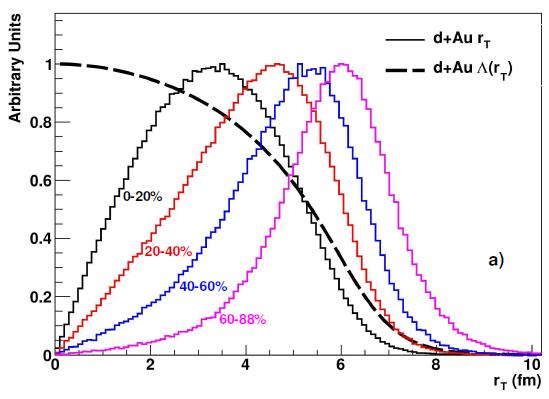 Arbitrary Units
1
0.8
0.6
0.4
0.2
0
d+Au r_T
d+Au Λ(r_T)
0-20%
20-40%
40-60%
60-88%
a)
0 2 4 6 8 10
r_T (fm)